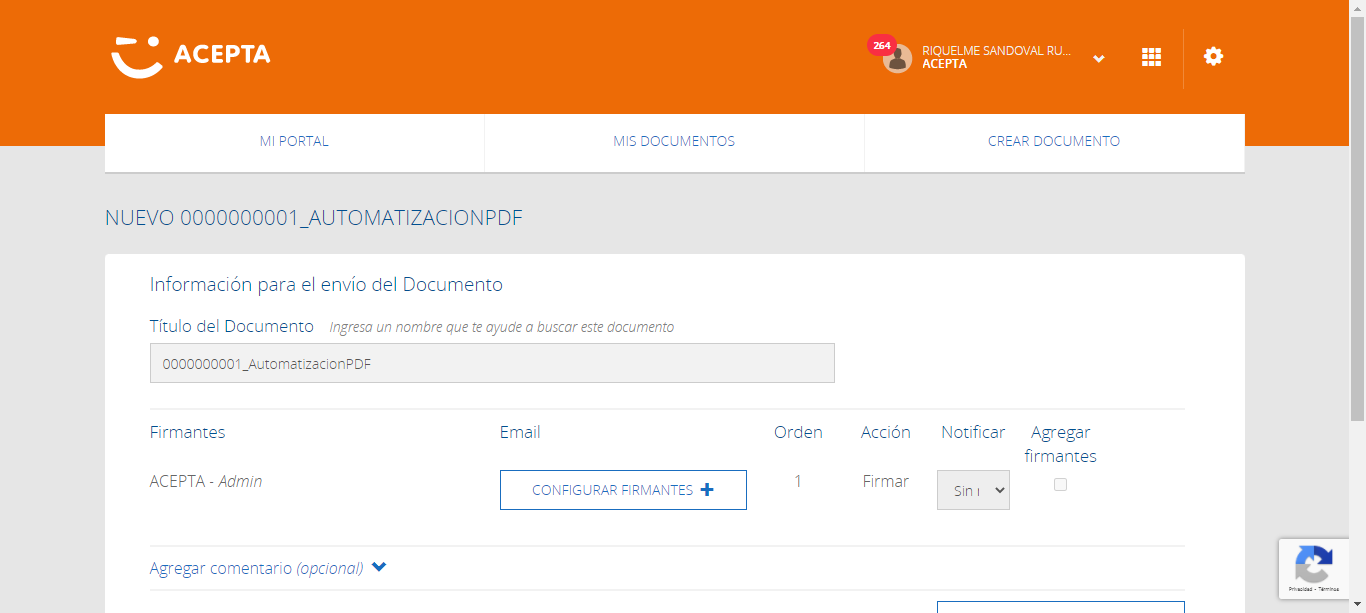 ACEPTA
264
RIQUELME SANDOVAL RU...
ACEPTA
MI PORTAL
MIS DOCUMENTOS
CREAR DOCUMENTO
NUEVO 0000000001_AUTOMATIZACIONPDF
Información para el envío del Documento
Título del Documento Ingresa un nombre que te ayude a buscar este documento
0000000001_AutomatizacionPDF
Firmantes Email Orden Acción Notificar Agregar
firmantes
ACEPTA - Admin CONFIGURAR FIRMANTES 1 Firmar Sin
Agregar comentario (opcional)
Privacidad - Términos